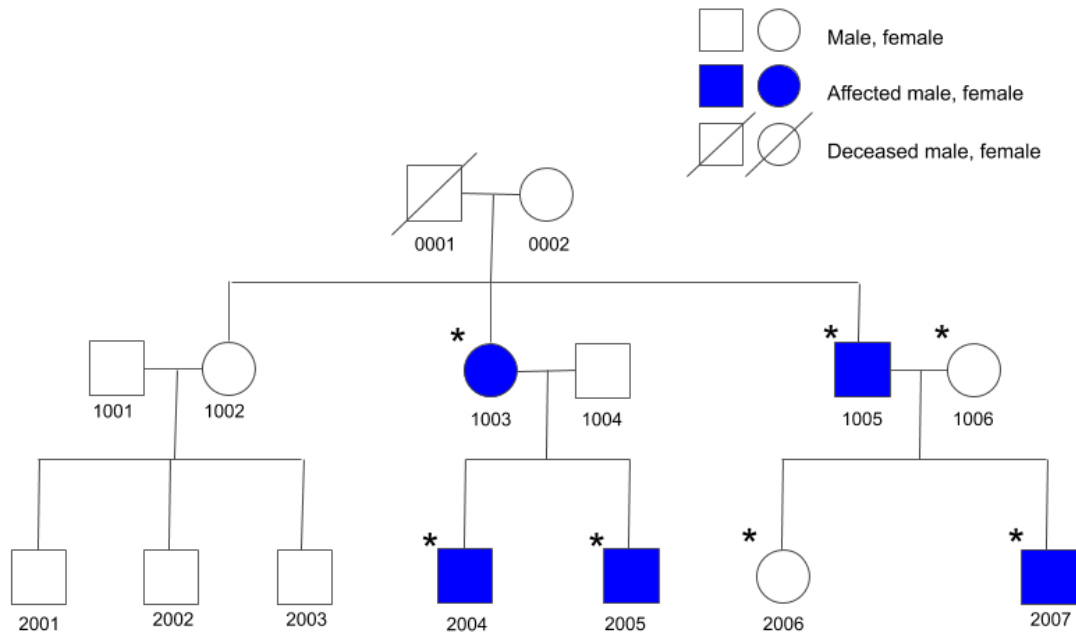 Male, female
Affected male, female
Deceased male, female
0001 0002
* * *
1001 1002 1003 1004 1005 1006
* * * *
2001 2002 2003 2004 2005 2006 2007